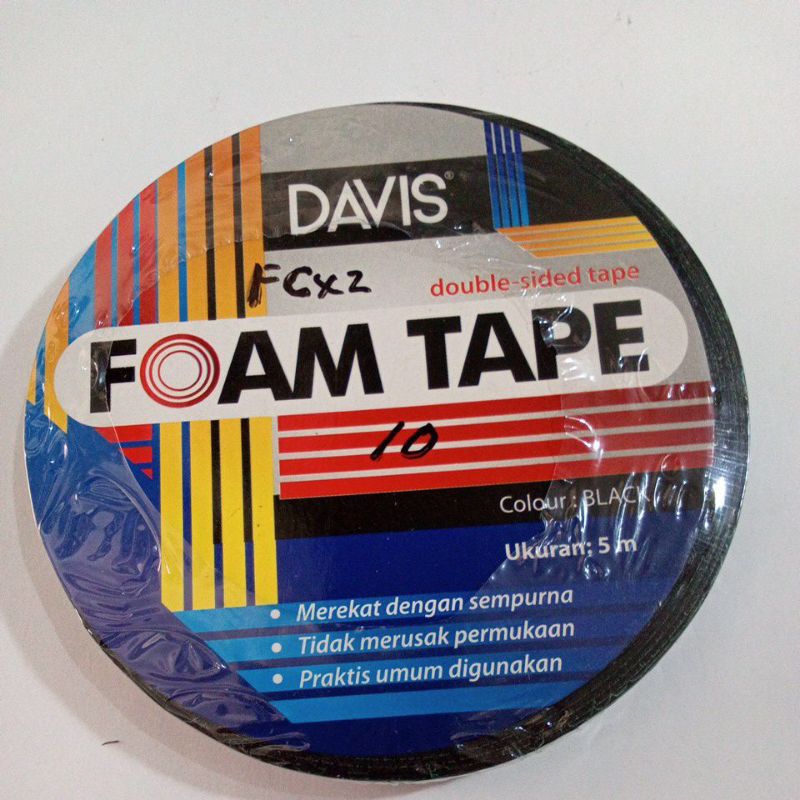 DAVIS®
FCX2
double-sided tape
FOAM TAPE
10
Colour : BLACK
Ukuran: 5 m
• Merekat dengan sempurna
• Tidak merusak permukaan
• Praktis umum digunakan